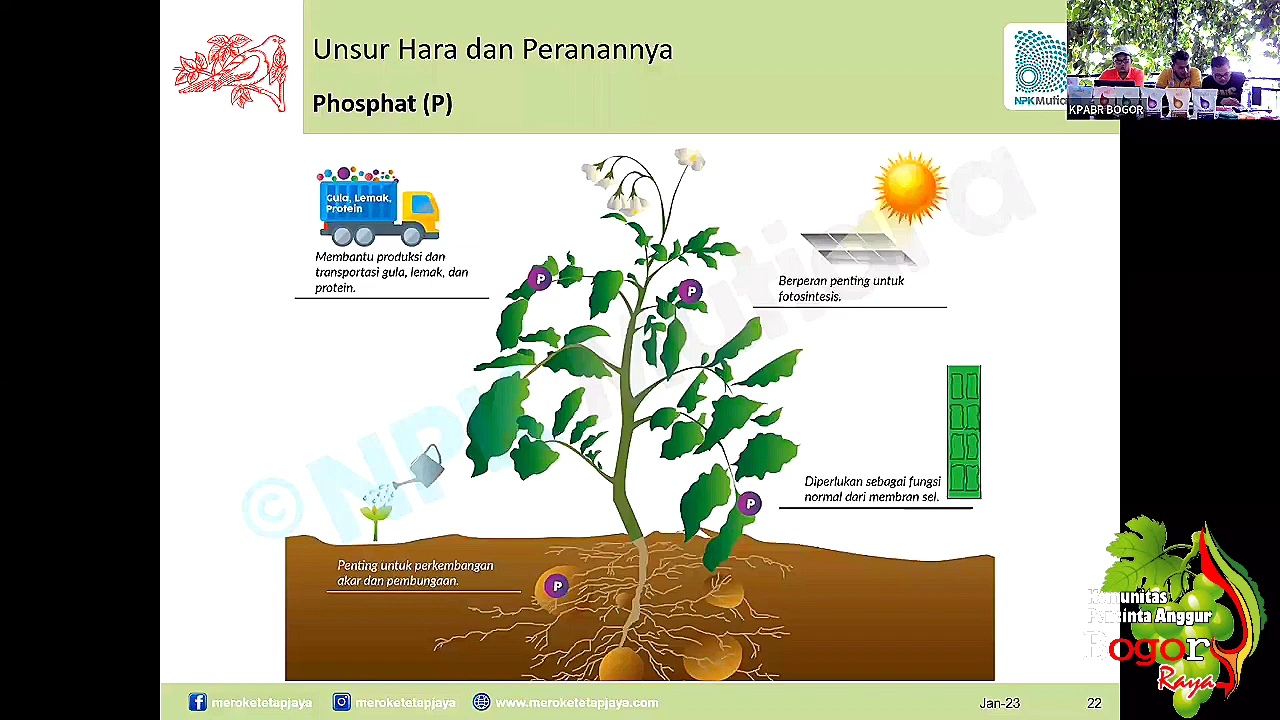 Unsur Hara dan Peranannya
Phosphat (P)
NPKMutia
KPABR BOGOR
Gula, Lemak,
Protein
Membantu produksi dan
transportasi gula, lemak, dan
protein.
Berperan penting untuk
fotosintesis.
P
P
Diperlukan sebagai fungsi
normal dari membran sel.
P
Penting untuk perkembangan
akar dan pembungaan.
P
© NPK Mutiara
Komunitas
Pencinta Anggur
Bogor
Raya
meroketetapjaya
meroketetapjaya
www.meroketetapjaya.com
Jan-23
22